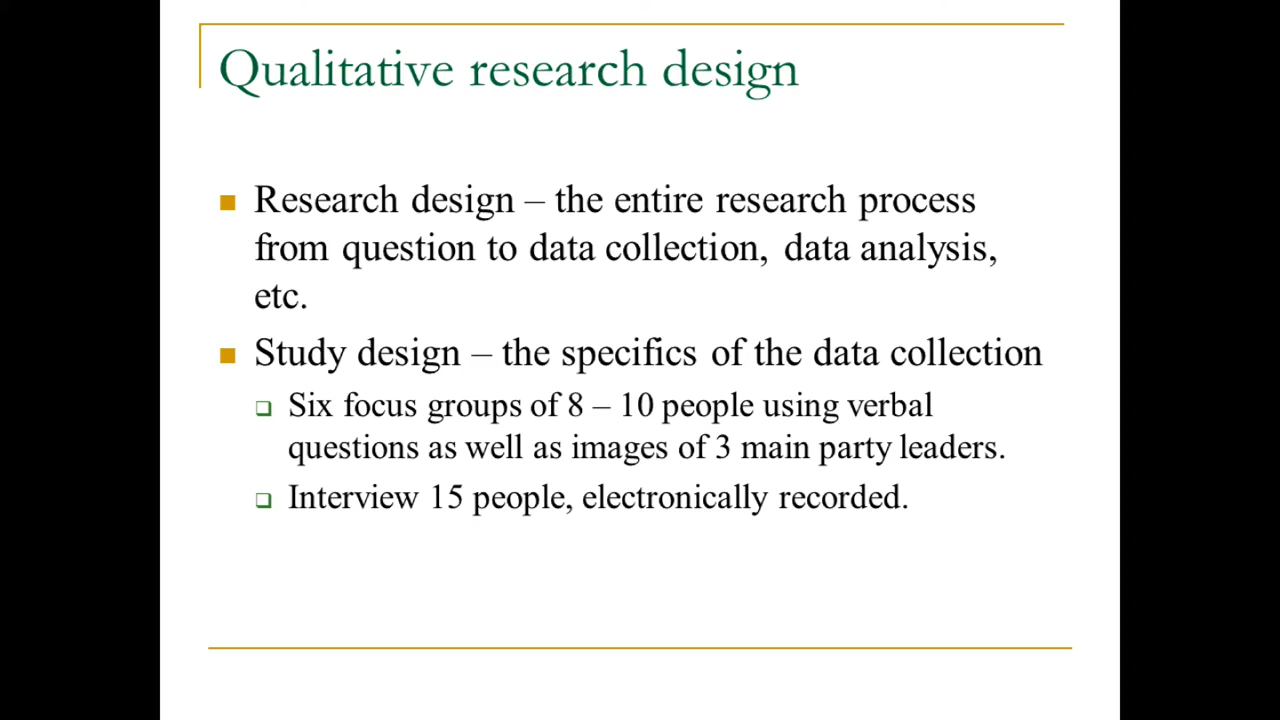 Qualitative research design
Research design – the entire research process
from question to data collection, data analysis,
etc.
Study design – the specifics of the data collection
Six focus groups of 8 – 10 people using verbal
questions as well as images of 3 main party leaders.
Interview 15 people, electronically recorded.